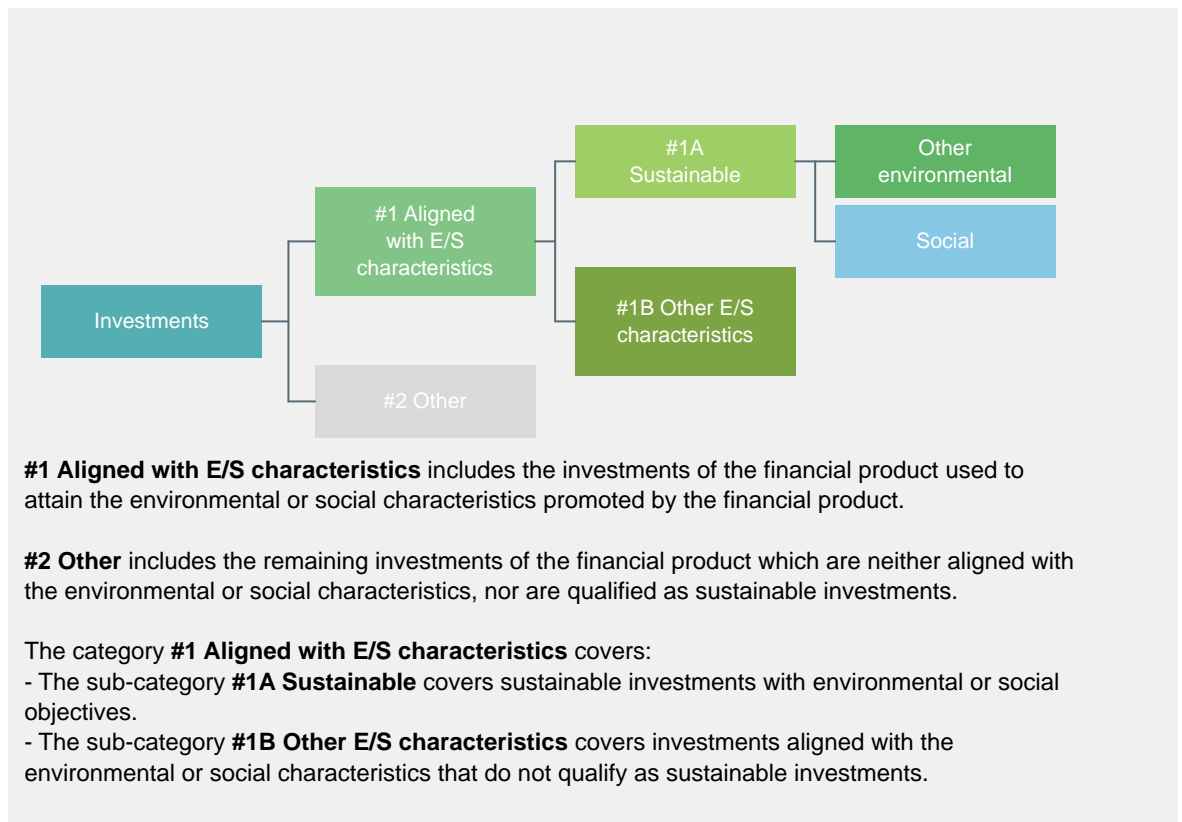 #1A
Sustainable
Other
environmental
#1 Aligned
with E/S
characteristics
Social
Investments
#1B Other E/S
characteristics
#2 Other
#1 Aligned with E/S characteristics includes the investments of the financial product used to
attain the environmental or social characteristics promoted by the financial product.
#2 Other includes the remaining investments of the financial product which are neither aligned with
the environmental or social characteristics, nor are qualified as sustainable investments.
The category #1 Aligned with E/S characteristics covers:
- The sub-category #1A Sustainable covers sustainable investments with environmental or social
objectives.
- The sub-category #1B Other E/S characteristics covers investments aligned with the
environmental or social characteristics that do not qualify as sustainable investments.